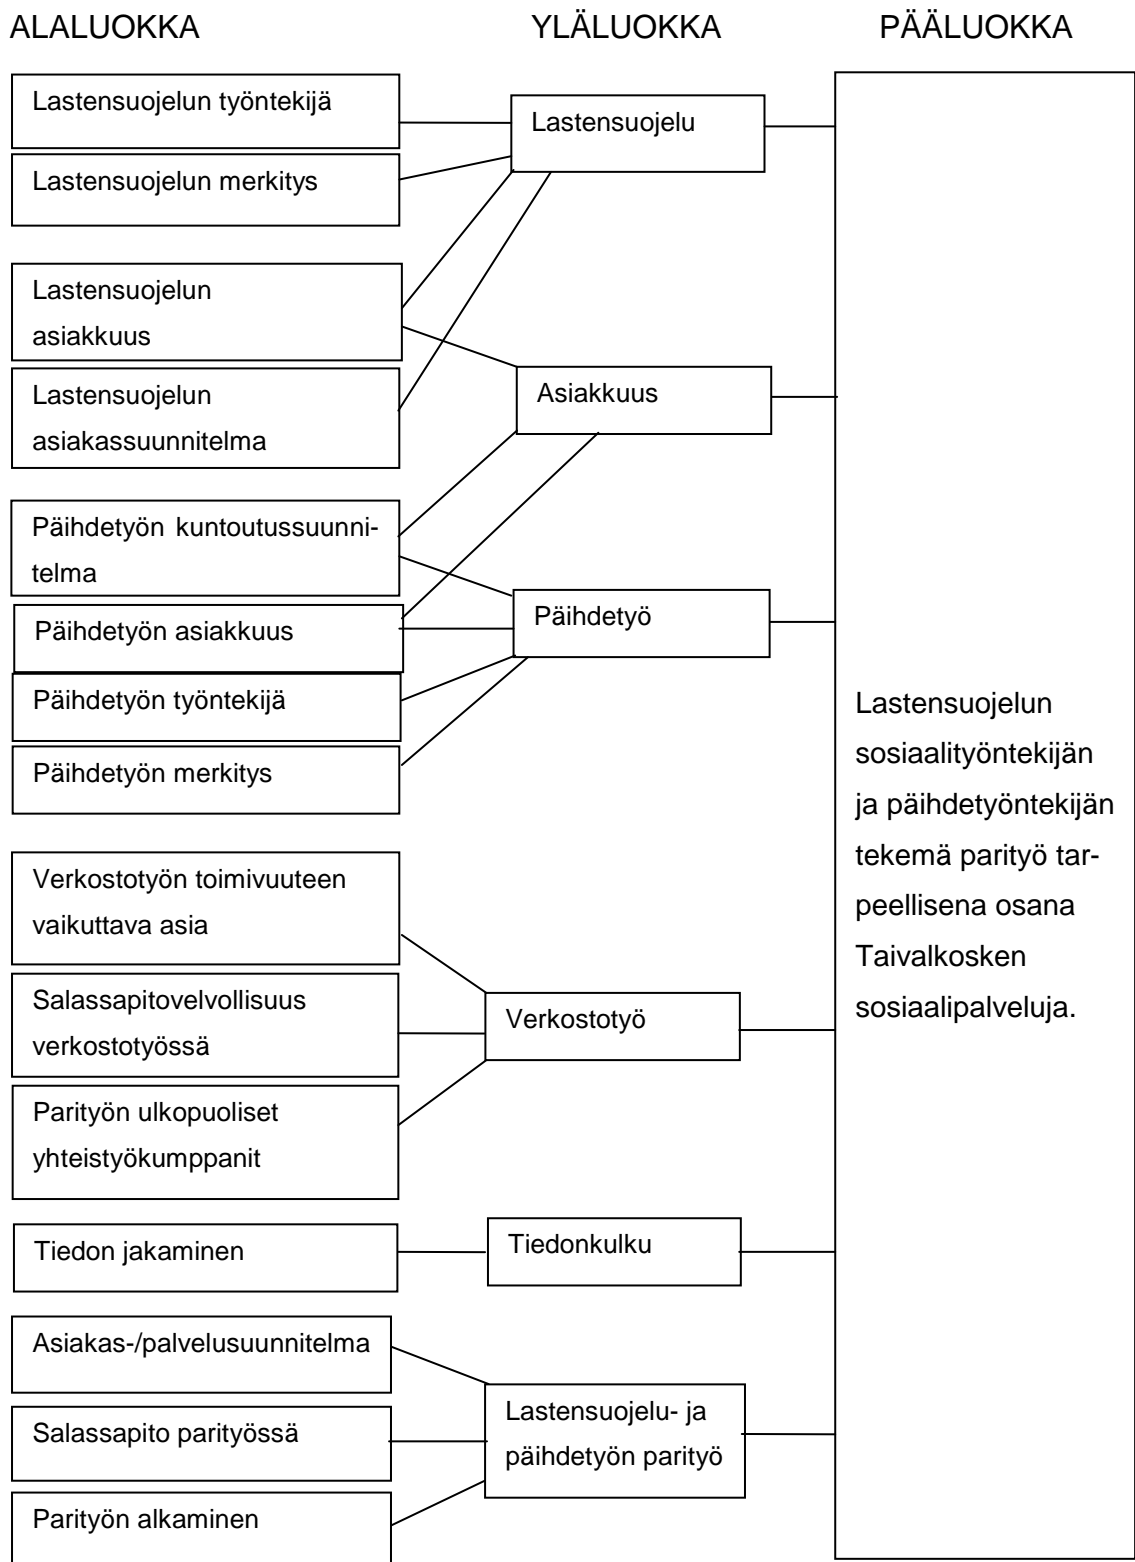 ALALUOKKA
YLÄLUOKKA
PÄÄLUOKKA
Lastensuojelun työntekijä
Lastensuojelun merkitys
Lastensuojelun
asiakkuus
Lastensuojelun
asiakassuunnitelma
Päihdetyön kuntoutussuunni-
telma
Päihdetyön asiakkuus
Päihdetyön työntekijä
Päihdetyön merkitys
Verkostotyön toimivuuteen
vaikuttava asia
Salassapitovelvollisuus
verkostotyössä
Parityön ulkopuoliset
yhteistyökumppanit
Tiedon jakaminen
Asiakas-/palvelusuunnitelma
Salassapito parityössä
Parityön alkaminen
Lastensuojelu
Asiakkuus
Päihdetyö
Verkostotyö
Tiedonkulku
Lastensuojelu- ja
päihdetyön parityö
Lastensuojelun
sosiaalityöntekijän
ja päihdetyöntekijän
tekemä parityö tar-
peellisena osana
Taivalkosken
sosiaalipalveluja.